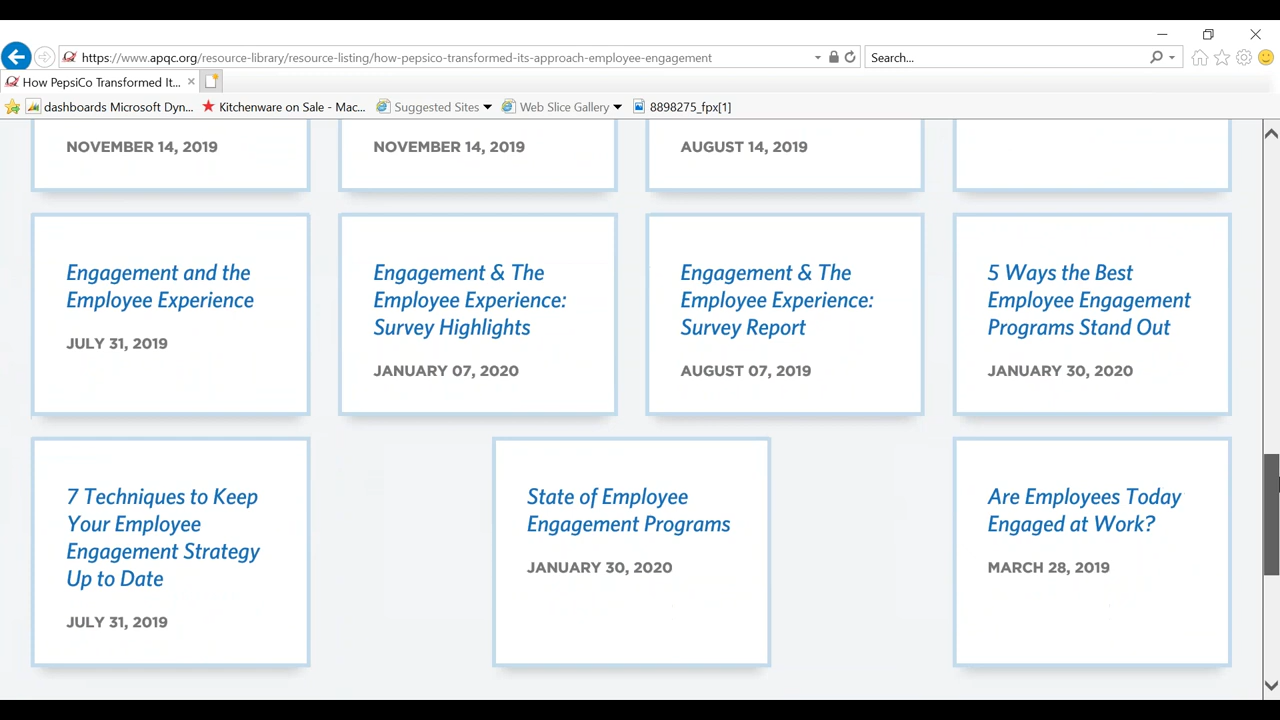 https://www.apqc.org/resource-library/resource-listing/how-pepsico-transformed-its-approach-employee-engagement
Search...
How PepsiCo Transformed It...
dashboards Microsoft Dyn...
Kitchenware on Sale - Mac...
Suggested Sites
Web Slice Gallery
8898275_fpx[1]
NOVEMBER 14, 2019
NOVEMBER 14, 2019
AUGUST 14, 2019
Engagement and the
Employee Experience
JULY 31, 2019
Engagement & The
Employee Experience:
Survey Highlights
JANUARY 07, 2020
Engagement & The
Employee Experience:
Survey Report
AUGUST 07, 2019
5 Ways the Best
Employee Engagement
Programs Stand Out
JANUARY 30, 2020
7 Techniques to Keep
Your Employee
Engagement Strategy
Up to Date
JULY 31, 2019
State of Employee
Engagement Programs
JANUARY 30, 2020
Are Employees Today
Engaged at Work?
MARCH 28, 2019